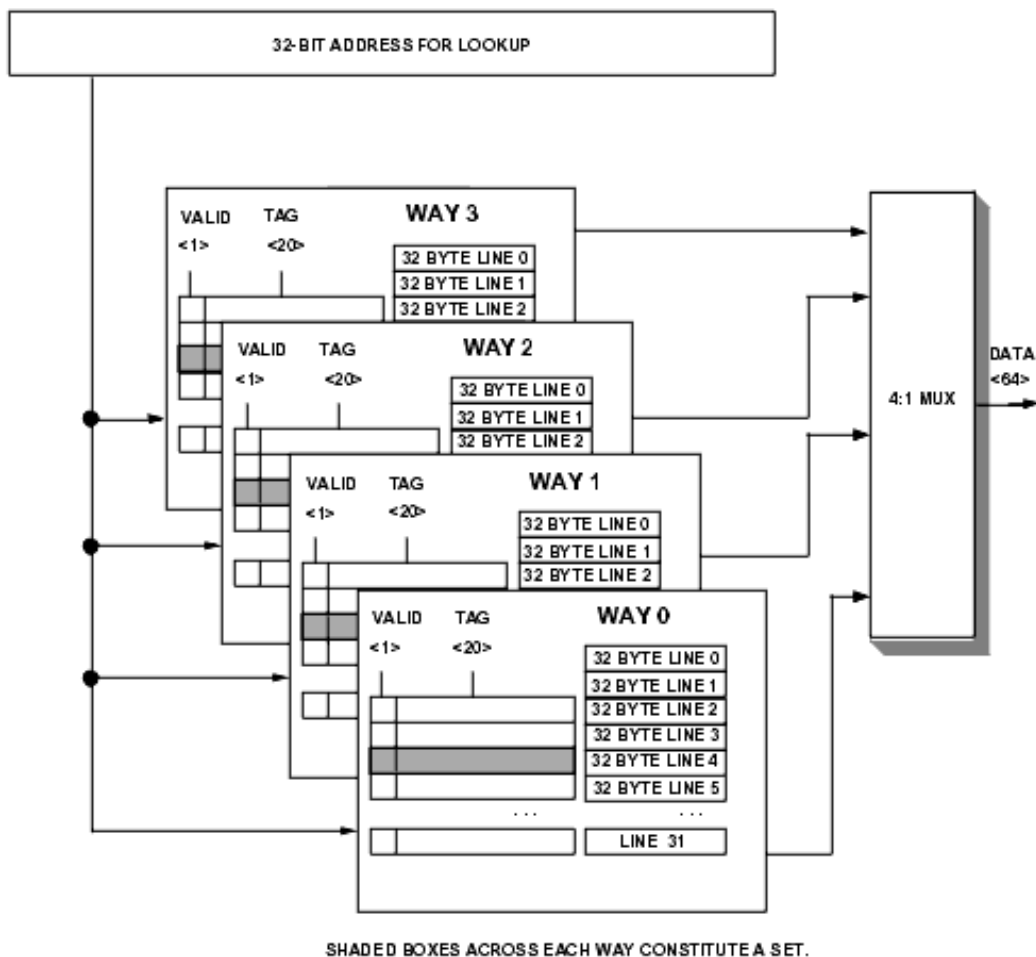 32-BIT ADDRESS FOR LOOKUP
WAY 3
VALID TAG
<1> <20>
32 BYTE LINE 0
32 BYTE LINE 1
32 BYTE LINE 2
WAY 2
VALID TAG
<1> <20>
32 BYTE LINE 0
32 BYTE LINE 1
32 BYTE LINE 2
WAY 1
VALID TAG
<1> <20>
32 BYTE LINE 0
32 BYTE LINE 1
32 BYTE LINE 2
WAY 0
VALID TAG
<1> <20>
32 BYTE LINE 0
32 BYTE LINE 1
32 BYTE LINE 2
32 BYTE LINE 3
32 BYTE LINE 4
32 BYTE LINE 5
. . . . . .
LINE 31
4:1 MUX
DATA
<64>
SHADED BOXES ACROSS EACH WAY CONSTITUTE A SET.